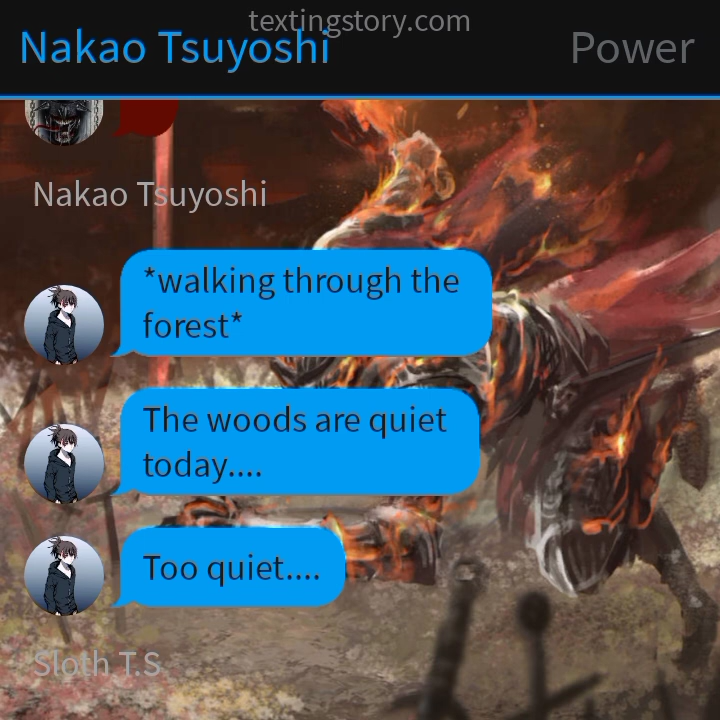 textingstory.com
Nakao Tsuyoshi Power
Nakao Tsuyoshi
*walking through the
forest*
The woods are quiet
today....
Too quiet....
Sloth T.S